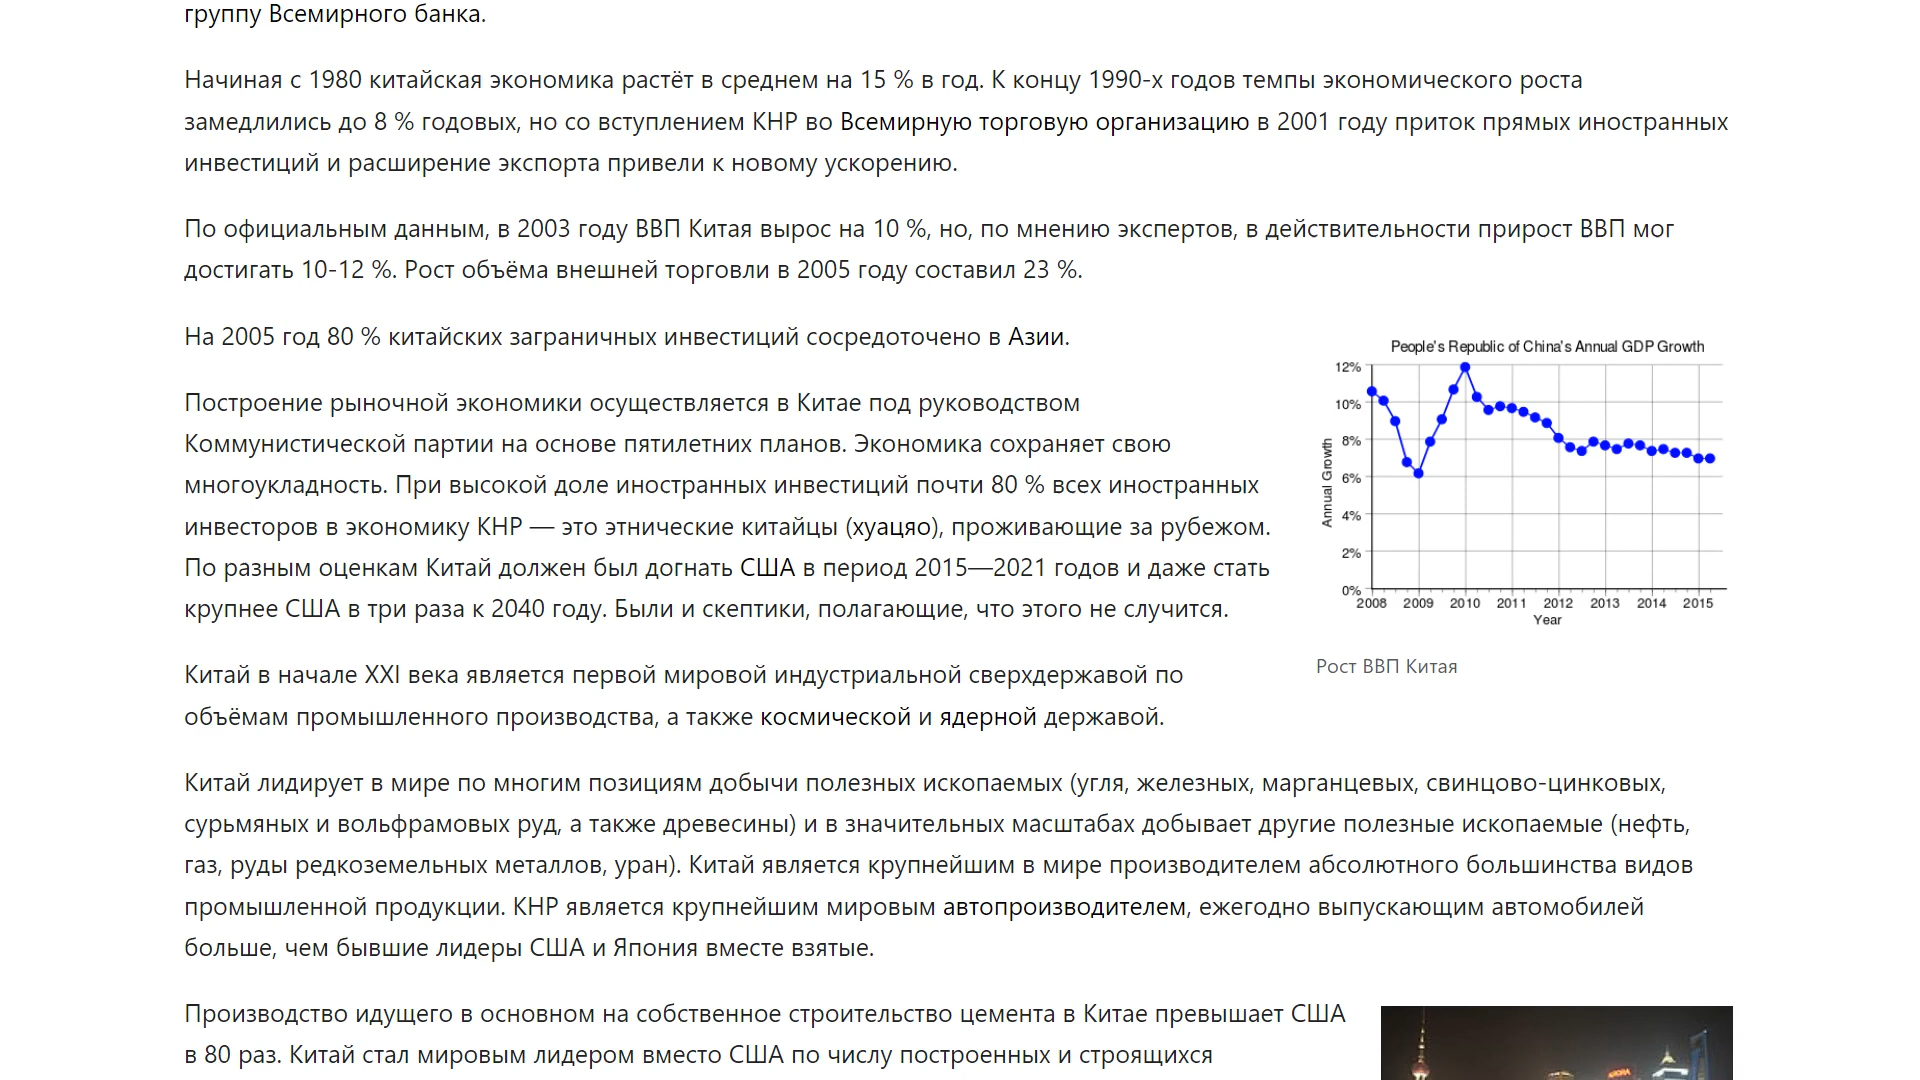 группу Всемирного банка.
Начиная с 1980 китайская экономика растёт в среднем на 15 % в год. К концу 1990-х годов темпы экономического роста
замедлились до 8 % годовых, но со вступлением КНР во Всемирную торговую организацию в 2001 году приток прямых иностранных
инвестиций и расширение экспорта привели к новому ускорению.
По официальным данным, в 2003 году ВВП Китая вырос на 10 %, но, по мнению экспертов, в действительности прирост ВВП мог
достигать 10-12 %. Рост объёма внешней торговли в 2005 году составил 23 %.
На 2005 год 80 % китайских заграничных инвестиций сосредоточено в Азии.
Построение рыночной экономики осуществляется в Китае под руководством
Коммунистической партии на основе пятилетних планов. Экономика сохраняет свою
многоукладность. При высокой доле иностранных инвестиций почти 80 % всех иностранных
инвесторов в экономику КНР — это этнические китайцы (хуацяо), проживающие за рубежом.
По разным оценкам Китай должен был догнать США в период 2015—2021 годов и даже стать
крупнее США в три раза к 2040 году. Были и скептики, полагающие, что этого не случится.
People's Republic of China's Annual GDP Growth
12%
10%
8%
6%
4%
2%
0%
Annual Growth
2008 2009 2010 2011 2012 2013 2014 2015
Year
Рост ВВП Китая
Китай в начале XXI века является первой мировой индустриальной сверхдержавой по
объёмам промышленного производства, а также космической и ядерной державой.
Китай лидирует в мире по многим позициям добычи полезных ископаемых (угля, железных, марганцевых, свинцово-цинковых,
сурьмяных и вольфрамовых руд, а также древесины) и в значительных масштабах добывает другие полезные ископаемые (нефть,
газ, руды редкоземельных металлов, уран). Китай является крупнейшим в мире производителем абсолютного большинства видов
промышленной продукции. КНР является крупнейшим мировым автопроизводителем, ежегодно выпускающим автомобилей
больше, чем бывшие лидеры США и Япония вместе взятые.
Производство идущего в основном на собственное строительство цемента в Китае превышает США
в 80 раз. Китай стал мировым лидером вместо США по числу построенных и строящихся